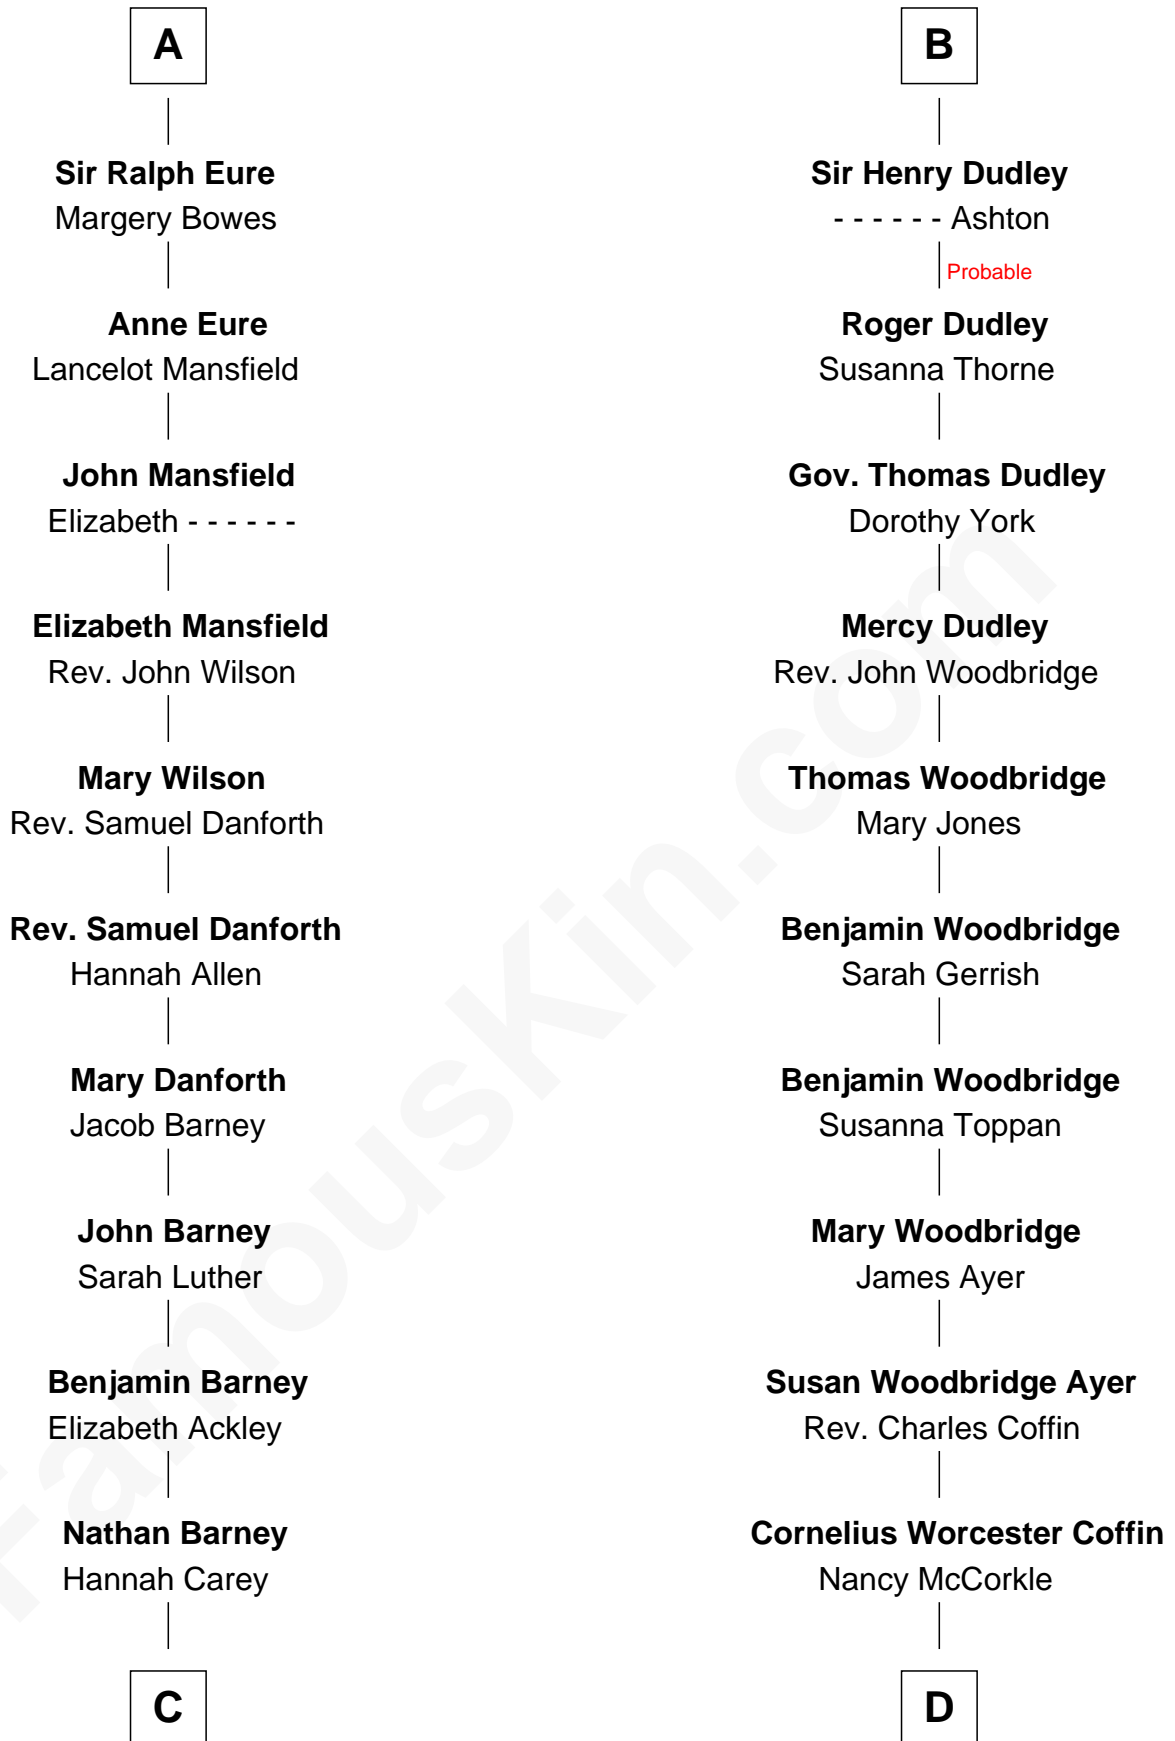 A
Sir Ralph Eure
Margery Bowes
Anne Eure
Lancelot Mansfield
John Mansfield
Elizabeth - - - - - -
Elizabeth Mansfield
Rev. John Wilson
Mary Wilson
Rev. Samuel Danforth
Rev. Samuel Danforth
Hannah Allen
Mary Danforth
Jacob Barney
John Barney
Sarah Luther
Benjamin Barney
Elizabeth Ackley
Nathan Barney
Hannah Carey
C
B
Sir Henry Dudley
- - - - - - Ashton
Probable
Roger Dudley
Susanna Thorne
Gov. Thomas Dudley
Dorothy York
Mercy Dudley
Rev. John Woodbridge
Thomas Woodbridge
Mary Jones
Benjamin Woodbridge
Sarah Gerrish
Benjamin Woodbridge
Susanna Toppan
Mary Woodbridge
James Ayer
Susan Woodbridge Ayer
Rev. Charles Coffin
Cornelius Worcester Coffin
Nancy McCorkle
D
FamousKin.com